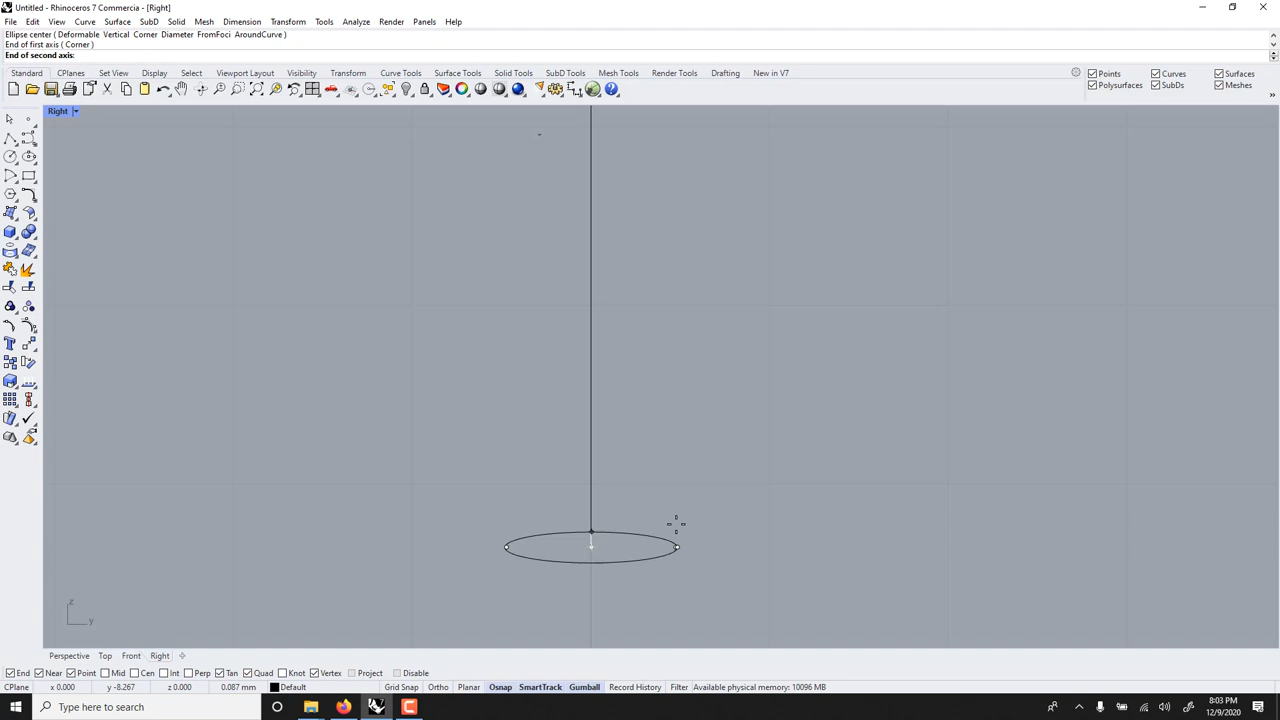 Untitled - Rhinoceros 7 Commercia - [Right]
File Edit View Curve Surface SubD Solid Mesh Dimension Transform Tools Analyze Render Panels Help
Ellipse center ( Deformable Vertical Corner Diameter FromFoci AroundCurve )
End of first axis ( Corner )
End of second axis:
Standard CPlanes Set View Display Select Viewport Layout Visibility Transform Curve Tools Surface Tools Solid Tools SubD Tools Mesh Tools Render Tools Drafting New in V7
Points Curves Surfaces
Polysurfaces SubDs Meshes
Right
z
y
Perspective Top Front Right
End Near Point Mid Cen Int Perp Tan Quad Knot Vertex Project Disable
CPlane x 0.000 y -8.267 z 0.000 0.087 mm Default Grid Snap Ortho Planar Osnap SmartTrack Gumball Record History Filter Available physical memory: 10096 MB
Type here to search
8:03 PM
12/9/2020